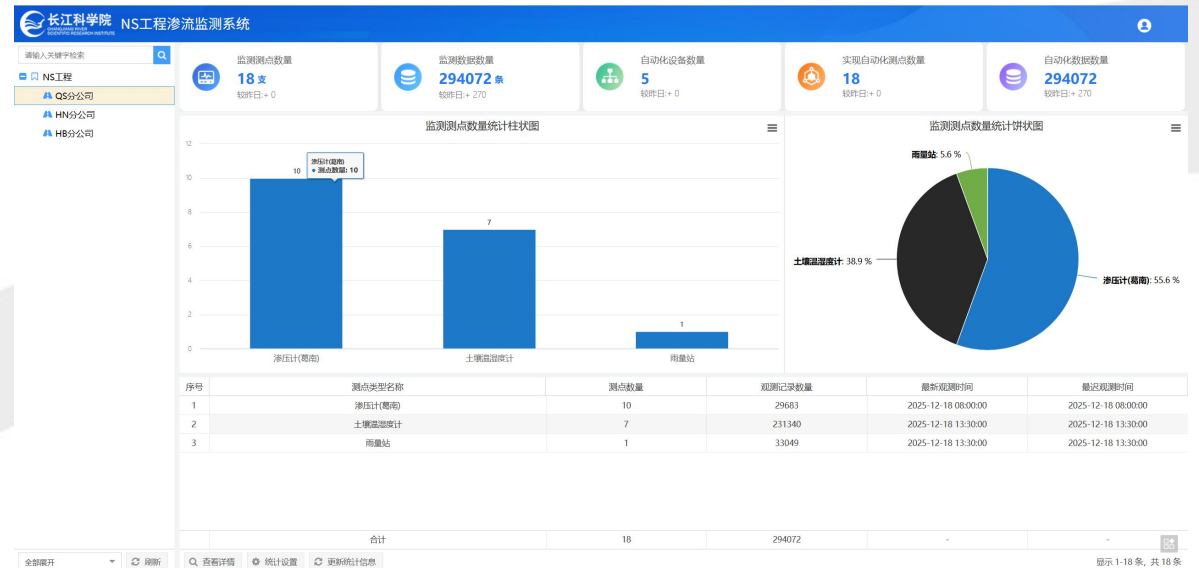 长江科学院 NS工程渗流监测系统
CHANGJIANG RIVER
SCIENTIFIC RESEARCH INSTITUTE
请输入关键字检索
NS工程
QS分公司
HN分公司
HB分公司
监测测点数量
18 支
较昨日:+ 0
监测数据数量
294072 条
较昨日:+ 270
自动化设备数量
5
较昨日:+ 0
实现自动化测点数量
18
较昨日:+ 0
自动化数据数量
294072
较昨日:+ 270
监测测点数量统计柱状图
12
10
8
6
4
2
0
10
渗压计(葛南)
● 测点数量: 10
7
1
渗压计(葛南) 土壤温湿度计 雨量站
监测测点数量统计饼状图
雨量站: 5.6 %
土壤温湿度计: 38.9 %
渗压计(葛南): 55.6 %
序号 测点类型名称 测点数量 观测记录数量 最新观测时间 最迟观测时间
1 渗压计(葛南) 10 29683 2025-12-18 08:00:00 2025-12-18 08:00:00
2 土壤温湿度计 7 231340 2025-12-18 13:30:00 2025-12-18 13:30:00
3 雨量站 1 33049 2025-12-18 13:30:00 2025-12-18 13:30:00
合计 18 294072 - -
全部展开 刷新 查看详情 统计设置 更新统计信息 显示 1-18 条，共 18 条